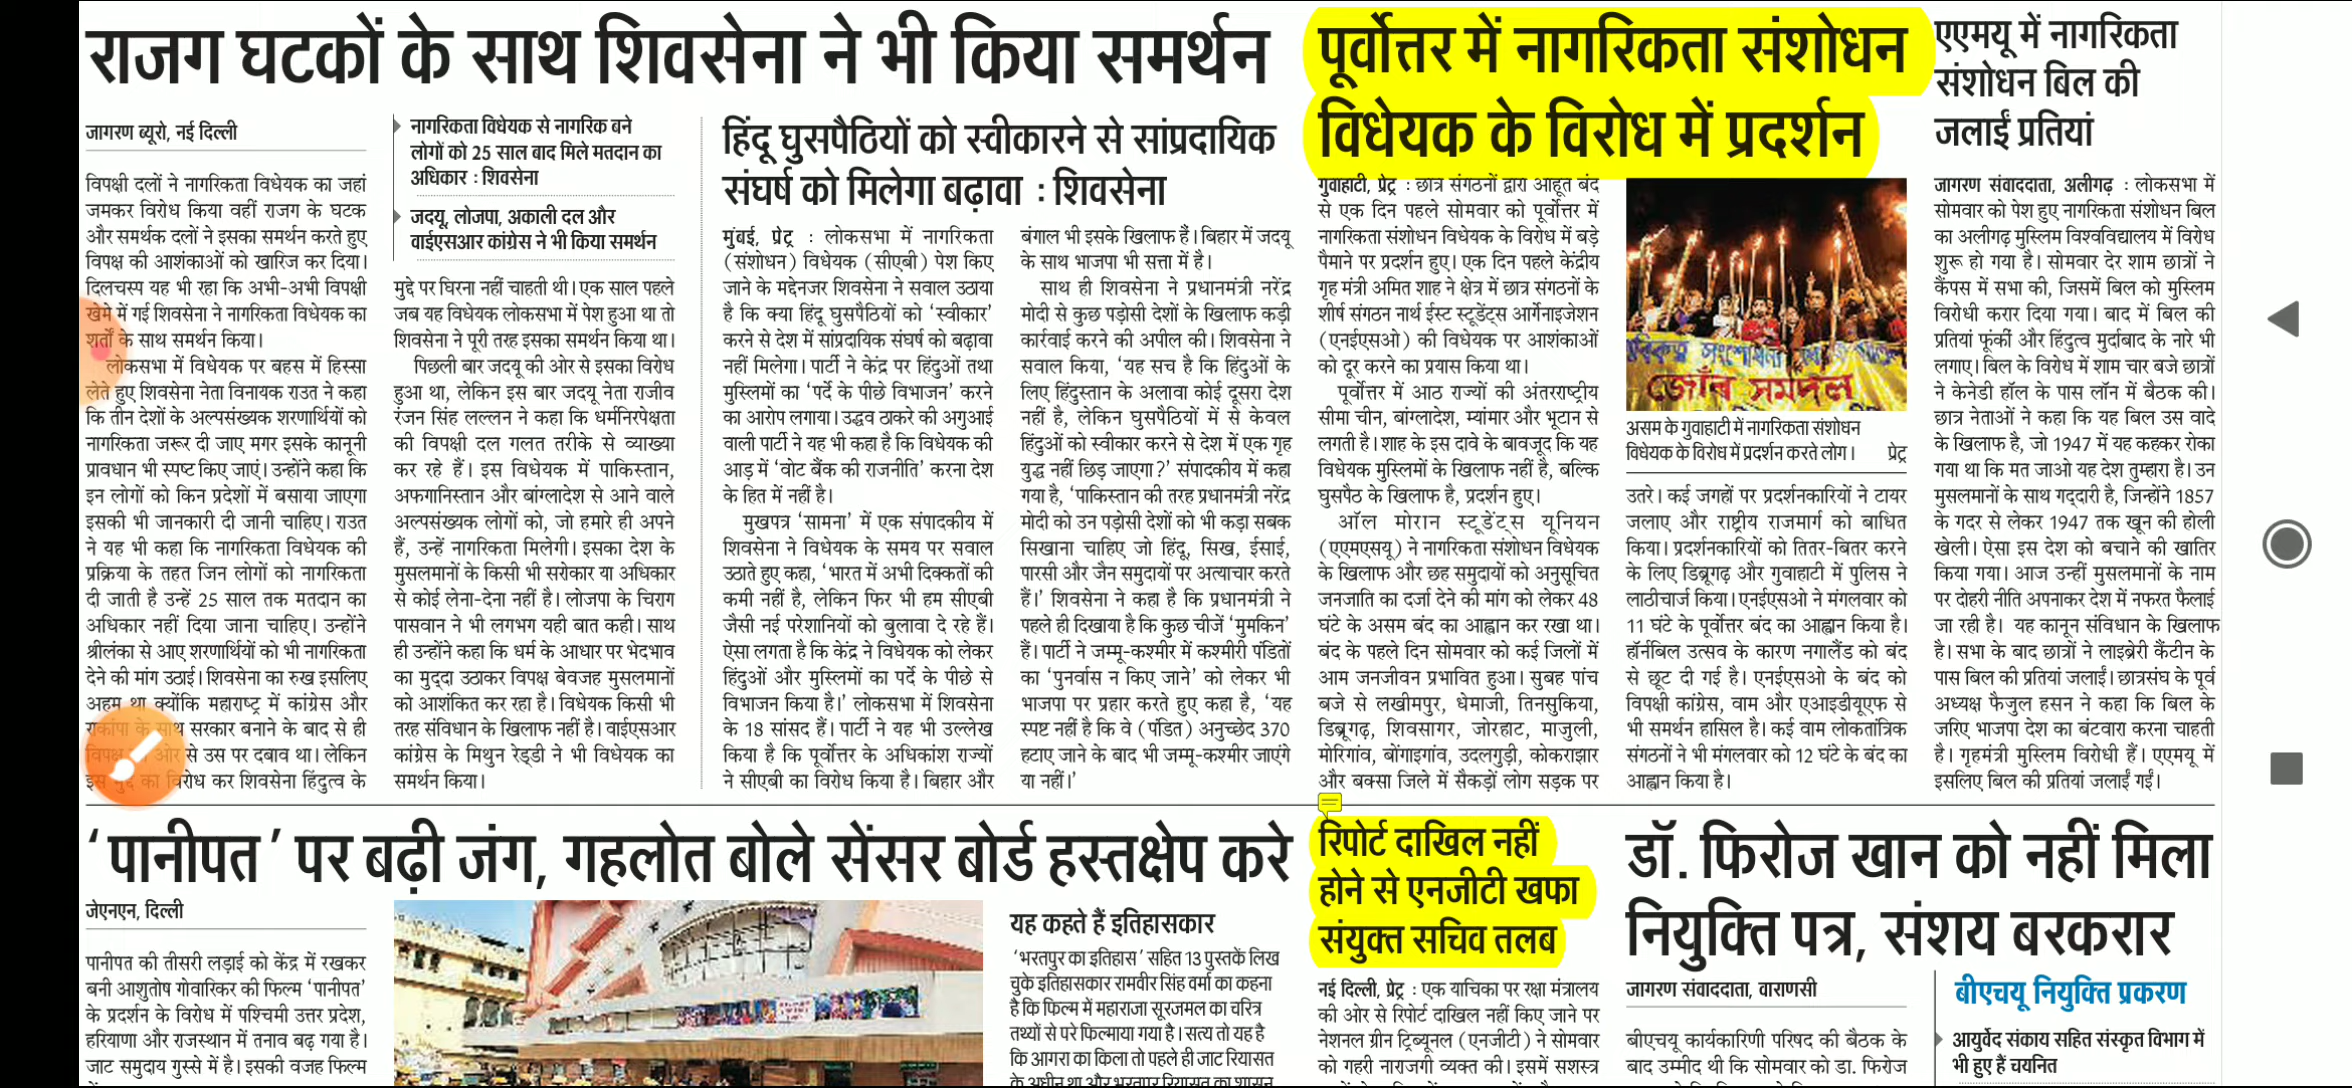 राजग घटकों के साथ शिवसेना ने भी किया समर्थन
जागरण ब्यूरो, नई दिल्ली
विपक्षी दलों ने नागरिकता विधेयक का जहां
जमकर विरोध किया वहीं राजग के घटक
और समर्थक दलों ने इसका समर्थन करते हुए
विपक्ष की आशंकाओं को खारिज कर दिया।
दिलचस्प यह भी रहा कि अभी-अभी विपक्षी
खेमे में गई शिवसेना ने नागरिकता विधेयक का
शर्तों के साथ समर्थन किया।
लोकसभा में विधेयक पर बहस में हिस्सा
लेते हुए शिवसेना नेता विनायक राउत ने कहा
कि तीन देशों के अल्पसंख्यक शरणार्थियों को
नागरिकता जरूर दी जाए मगर इसके कानूनी
प्रावधान भी स्पष्ट किए जाएं। उन्होंने कहा कि
इन लोगों को किन प्रदेशों में बसाया जाएगा
इसकी भी जानकारी दी जानी चाहिए। राउत
ने यह भी कहा कि नागरिकता विधेयक की
प्रक्रिया के तहत जिन लोगों को नागरिकता
दी जाती है उन्हें 25 साल तक मतदान का
अधिकार नहीं दिया जाना चाहिए। उन्होंने
श्रीलंका से आए शरणार्थियों को भी नागरिकता
देने की मांग उठाई। शिवसेना का रुख इसलिए
अहम था क्योंकि महाराष्ट्र में कांग्रेस और
राकांपा के साथ सरकार बनाने के बाद से ही
विपक्ष की ओर से उस पर दबाव था। लेकिन
इस मुद्दे का विरोध कर शिवसेना हिंदुत्व के
नागरिकता विधेयक से नागरिक बने
लोगों को 25 साल बाद मिले मतदान का
अधिकार : शिवसेना
जदयू, लोजपा, अकाली दल और
वाईएसआर कांग्रेस ने भी किया समर्थन
मुद्दे पर घिरना नहीं चाहती थी। एक साल पहले
जब यह विधेयक लोकसभा में पेश हुआ था तो
शिवसेना ने पूरी तरह इसका समर्थन किया था।
पिछली बार जदयू की ओर से इसका विरोध
हुआ था, लेकिन इस बार जदयू नेता राजीव
रंजन सिंह लल्लन ने कहा कि धर्मनिरपेक्षता
की विपक्षी दल गलत तरीके से व्याख्या
कर रहे हैं। इस विधेयक में पाकिस्तान,
अफगानिस्तान और बांग्लादेश से आने वाले
अल्पसंख्यक लोगों को, जो हमारे ही अपने
हैं, उन्हें नागरिकता मिलेगी। इसका देश के
मुसलमानों के किसी भी सरोकार या अधिकार
से कोई लेना-देना नहीं है। लोजपा के चिराग
पासवान ने भी लगभग यही बात कही। साथ
ही उन्होंने कहा कि धर्म के आधार पर भेदभाव
का मुद्दा उठाकर विपक्ष बेवजह मुसलमानों
को आशंकित कर रहा है। विधेयक किसी भी
तरह संविधान के खिलाफ नहीं है। वाईएसआर
कांग्रेस के मिथुन रेड्डी ने भी विधेयक का
समर्थन किया।
हिंदू घुसपैठियों को स्वीकारने से सांप्रदायिक
संघर्ष को मिलेगा बढ़ावा : शिवसेना
मुंबई, प्रेट्र : लोकसभा में नागरिकता
(संशोधन) विधेयक (सीएबी) पेश किए
जाने के मद्देनजर शिवसेना ने सवाल उठाया
है कि क्या हिंदू घुसपैठियों को ‘स्वीकार’
करने से देश में सांप्रदायिक संघर्ष को बढ़ावा
नहीं मिलेगा। पार्टी ने केंद्र पर हिंदुओं तथा
मुस्लिमों का ‘पर्दे के पीछे विभाजन’ करने
का आरोप लगाया। उद्धव ठाकरे की अगुआई
वाली पार्टी ने यह भी कहा है कि विधेयक की
आड़ में ‘वोट बैंक की राजनीति’ करना देश
के हित में नहीं है।
मुखपत्र ‘सामना’ में एक संपादकीय में
शिवसेना ने विधेयक के समय पर सवाल
उठाते हुए कहा, ‘भारत में अभी दिक्कतों की
कमी नहीं है, लेकिन फिर भी हम सीएबी
जैसी नई परेशानियों को बुलावा दे रहे हैं।
ऐसा लगता है कि केंद्र ने विधेयक को लेकर
हिंदुओं और मुस्लिमों का पर्दे के पीछे से
विभाजन किया है।’ लोकसभा में शिवसेना
के 18 सांसद हैं। पार्टी ने यह भी उल्लेख
किया है कि पूर्वोत्तर के अधिकांश राज्यों
ने सीएबी का विरोध किया है। बिहार और
बंगाल भी इसके खिलाफ हैं। बिहार में जदयू
के साथ भाजपा भी सत्ता में है।
साथ ही शिवसेना ने प्रधानमंत्री नरेंद्र
मोदी से कुछ पड़ोसी देशों के खिलाफ कड़ी
कार्रवाई करने की अपील की। शिवसेना ने
सवाल किया, ‘यह सच है कि हिंदुओं के
लिए हिंदुस्तान के अलावा कोई दूसरा देश
नहीं है, लेकिन घुसपैठियों में से केवल
हिंदुओं को स्वीकार करने से देश में एक गृह
युद्ध नहीं छिड़ जाएगा?’ संपादकीय में कहा
गया है, ‘पाकिस्तान की तरह प्रधानमंत्री नरेंद्र
मोदी को उन पड़ोसी देशों को भी कड़ा सबक
सिखाना चाहिए जो हिंदू, सिख, ईसाई,
पारसी और जैन समुदायों पर अत्याचार करते
हैं।’ शिवसेना ने कहा है कि प्रधानमंत्री ने
पहले ही दिखाया है कि कुछ चीजें ‘मुमकिन’
हैं। पार्टी ने जम्मू-कश्मीर में कश्मीरी पंडितों
का ‘पुनर्वास न किए जाने’ को लेकर भी
भाजपा पर प्रहार करते हुए कहा है, ‘यह
स्पष्ट नहीं है कि वे (पंडित) अनुच्छेद 370
हटाए जाने के बाद भी जम्मू-कश्मीर जाएंगे
या नहीं।’
पूर्वोत्तर में नागरिकता संशोधन
विधेयक के विरोध में प्रदर्शन
गुवाहाटी, प्रेट्र : छात्र संगठनों द्वारा आहूत बंद
से एक दिन पहले सोमवार को पूर्वोत्तर में
नागरिकता संशोधन विधेयक के विरोध में बड़े
पैमाने पर प्रदर्शन हुए। एक दिन पहले केंद्रीय
गृह मंत्री अमित शाह ने क्षेत्र में छात्र संगठनों के
शीर्ष संगठन नार्थ ईस्ट स्टूडेंट्स आर्गेनाइजेशन
(एनईएसओ) की विधेयक पर आशंकाओं
को दूर करने का प्रयास किया था।
पूर्वोत्तर में आठ राज्यों की अंतरराष्ट्रीय
सीमा चीन, बांग्लादेश, म्यांमार और भूटान से
लगती है। शाह के इस दावे के बावजूद कि यह
विधेयक मुस्लिमों के खिलाफ नहीं है, बल्कि
घुसपैठ के खिलाफ है, प्रदर्शन हुए।
ऑल मोरान स्टूडेंट्स यूनियन
(एएमएसयू) ने नागरिकता संशोधन विधेयक
के खिलाफ और छह समुदायों को अनुसूचित
जनजाति का दर्जा देने की मांग को लेकर 48
घंटे के असम बंद का आह्वान कर रखा था।
बंद के पहले दिन सोमवार को कई जिलों में
आम जनजीवन प्रभावित हुआ। सुबह पांच
बजे से लखीमपुर, धेमाजी, तिनसुकिया,
डिब्रूगढ़, शिवसागर, जोरहाट, माजुली,
मोरिगांव, बोंगाइगांव, उदलगुड़ी, कोकराझार
और बक्सा जिले में सैकड़ों लोग सड़क पर
জোঁৰ সমদল
असम के गुवाहाटी में नागरिकता संशोधन
विधेयक के विरोध में प्रदर्शन करते लोग। प्रेट्र
उतरे। कई जगहों पर प्रदर्शनकारियों ने टायर
जलाए और राष्ट्रीय राजमार्ग को बाधित
किया। प्रदर्शनकारियों को तितर-बितर करने
के लिए डिब्रूगढ़ और गुवाहाटी में पुलिस ने
लाठीचार्ज किया। एनईएसओ ने मंगलवार को
11 घंटे के पूर्वोत्तर बंद का आह्वान किया है।
हॉर्नबिल उत्सव के कारण नगालैंड को बंद
से छूट दी गई है। एनईएसओ के बंद को
विपक्षी कांग्रेस, वाम और एआइडीयूएफ से
भी समर्थन हासिल है। कई वाम लोकतांत्रिक
संगठनों ने भी मंगलवार को 12 घंटे के बंद का
आह्वान किया है।
एएमयू में नागरिकता
संशोधन बिल की
जलाईं प्रतियां
जागरण संवाददाता, अलीगढ़ : लोकसभा में
सोमवार को पेश हुए नागरिकता संशोधन बिल
का अलीगढ़ मुस्लिम विश्वविद्यालय में विरोध
शुरू हो गया है। सोमवार देर शाम छात्रों ने
कैंपस में सभा की, जिसमें बिल को मुस्लिम
विरोधी करार दिया गया। बाद में बिल की
प्रतियां फूंकीं और हिंदुत्व मुर्दाबाद के नारे भी
लगाए। बिल के विरोध में शाम चार बजे छात्रों
ने केनेडी हॉल के पास लॉन में बैठक की।
छात्र नेताओं ने कहा कि यह बिल उस वादे
के खिलाफ है, जो 1947 में यह कहकर रोका
गया था कि मत जाओ यह देश तुम्हारा है। उन
मुसलमानों के साथ गद्दारी है, जिन्होंने 1857
के गदर से लेकर 1947 तक खून की होली
खेली। ऐसा इस देश को बचाने की खातिर
किया गया। आज उन्हीं मुसलमानों के नाम
पर दोहरी नीति अपनाकर देश में नफरत फैलाई
जा रही है। यह कानून संविधान के खिलाफ
है। सभा के बाद छात्रों ने लाइब्रेरी कैंटीन के
पास बिल की प्रतियां जलाईं। छात्रसंघ के पूर्व
अध्यक्ष फैजुल हसन ने कहा कि बिल के
जरिए भाजपा देश का बंटवारा करना चाहती
है। गृहमंत्री मुस्लिम विरोधी हैं। एएमयू में
इसलिए बिल की प्रतियां जलाईं गईं।
‘पानीपत’ पर बढ़ी जंग, गहलोत बोले सेंसर बोर्ड हस्तक्षेप करे
जेएनएन, दिल्ली
पानीपत की तीसरी लड़ाई को केंद्र में रखकर
बनी आशुतोष गोवारिकर की फिल्म ‘पानीपत’
के प्रदर्शन के विरोध में पश्चिमी उत्तर प्रदेश,
हरियाणा और राजस्थान में तनाव बढ़ गया है।
जाट समुदाय गुस्से में है। इसकी वजह फिल्म
यह कहते हैं इतिहासकार
‘भरतपुर का इतिहास’ सहित 13 पुस्तकें लिख
चुके इतिहासकार रामवीर सिंह वर्मा का कहना
है कि फिल्म में महाराजा सूरजमल का चरित्र
तथ्यों से परे फिल्माया गया है। सत्य तो यह है
कि आगरा का किला तो पहले ही जाट रियासत
के अधीन था और भरतपुर रियासत का शासन
रिपोर्ट दाखिल नहीं
होने से एनजीटी खफा
संयुक्त सचिव तलब
नई दिल्ली, प्रेट्र : एक याचिका पर रक्षा मंत्रालय
की ओर से रिपोर्ट दाखिल नहीं किए जाने पर
नेशनल ग्रीन ट्रिब्यूनल (एनजीटी) ने सोमवार
को गहरी नाराजगी व्यक्त की। इसमें सशस्त्र
डॉ. फिरोज खान को नहीं मिला
नियुक्ति पत्र, संशय बरकरार
जागरण संवाददाता, वाराणसी
बीएचयू कार्यकारिणी परिषद की बैठक के
बाद उम्मीद थी कि सोमवार को डा. फिरोज
बीएचयू नियुक्ति प्रकरण
आयुर्वेद संकाय सहित संस्कृत विभाग में
भी हुए हैं चयनित